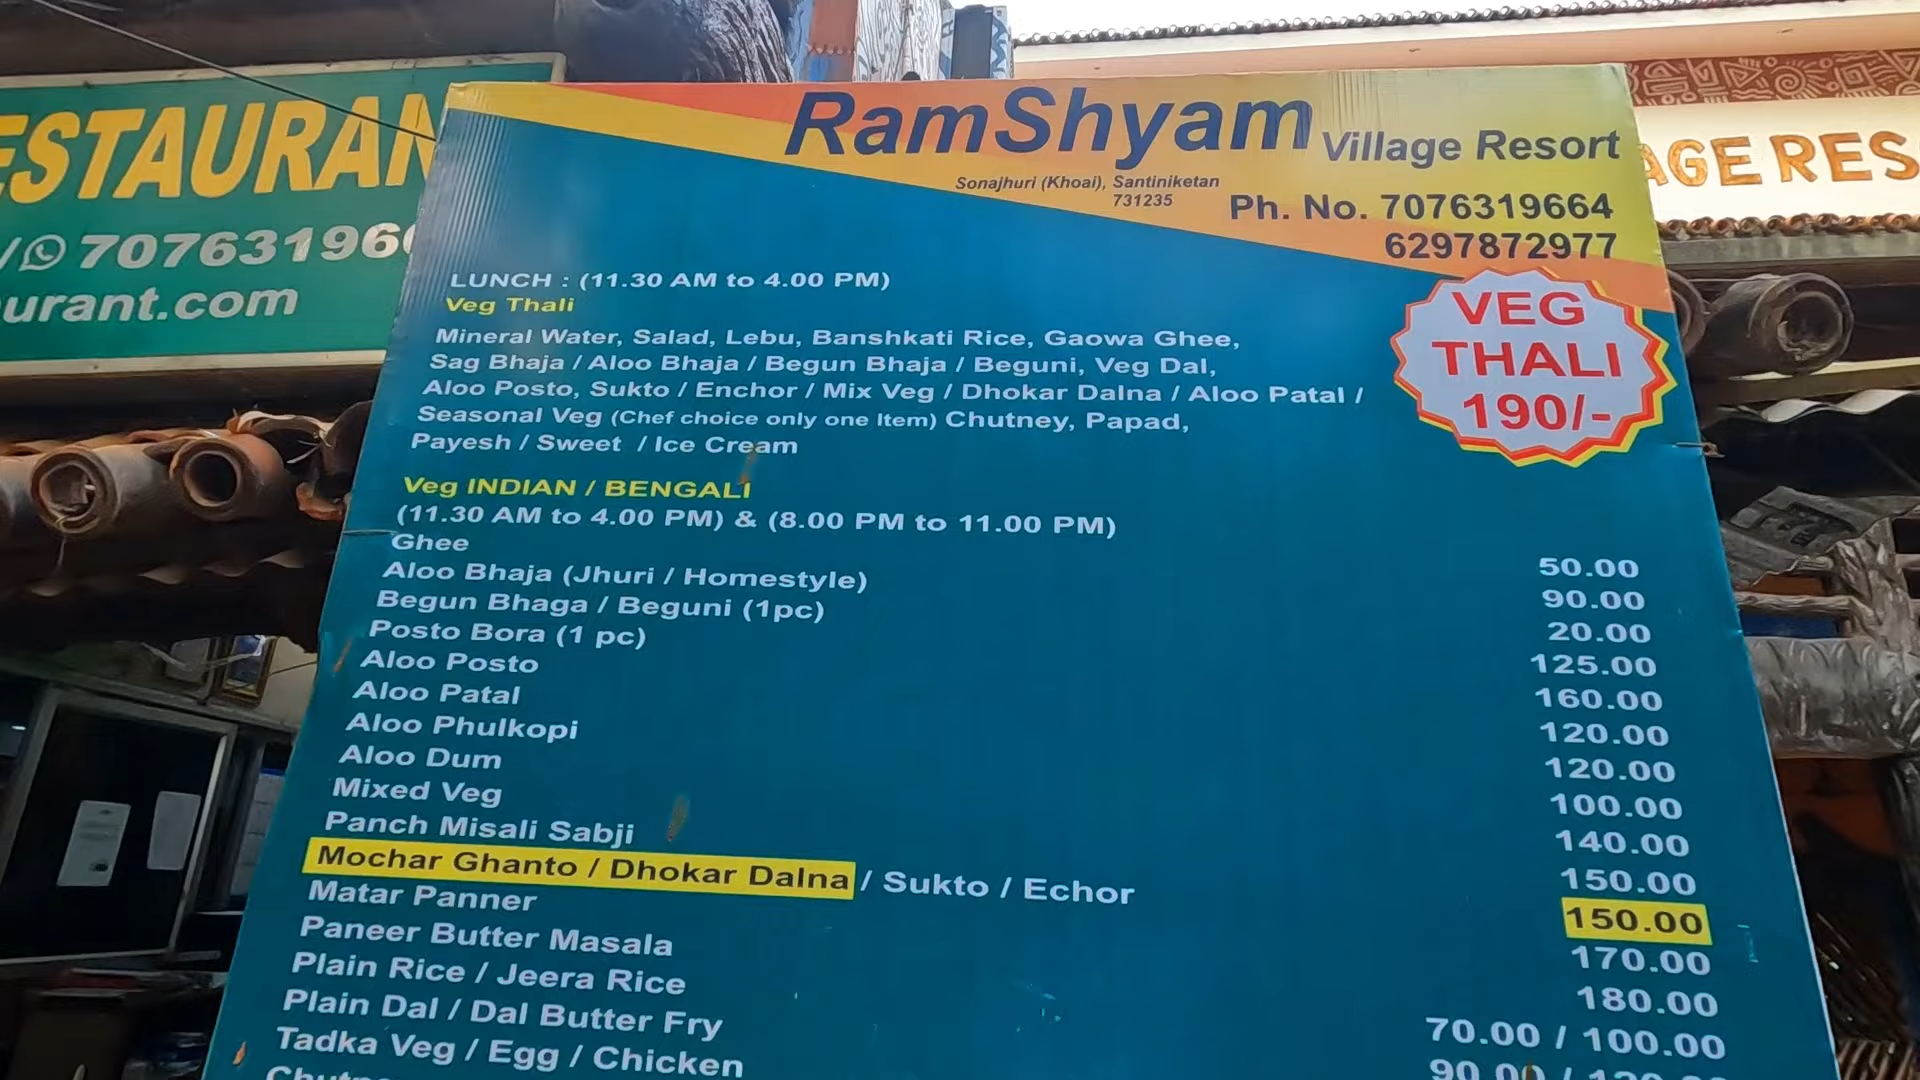 ESTAURAN
707631966
urant.com
RamShyam Village Resort
Sonajhuri (Khoai), Santiniketan
731235
Ph. No. 7076319664
6297872977
AGE RES
LUNCH : (11.30 AM to 4.00 PM)
Veg Thali
Mineral Water, Salad, Lebu, Banshkati Rice, Gaowa Ghee,
Sag Bhaja / Aloo Bhaja / Begun Bhaja / Beguni, Veg Dal,
Aloo Posto, Sukto / Enchor / Mix Veg / Dhokar Dalna / Aloo Patal /
Seasonal Veg (Chef choice only one Item) Chutney, Papad,
Payesh / Sweet / Ice Cream
VEG
THALI
190/-
Veg INDIAN / BENGALI
(11.30 AM to 4.00 PM) & (8.00 PM to 11.00 PM)
Ghee 50.00
Aloo Bhaja (Jhuri / Homestyle) 90.00
Begun Bhaga / Beguni (1pc) 20.00
Posto Bora (1 pc) 125.00
Aloo Posto 160.00
Aloo Patal 120.00
Aloo Phulkopi 120.00
Aloo Dum 100.00
Mixed Veg 140.00
Panch Misali Sabji 150.00
Mochar Ghanto / Dhokar Dalna / Sukto / Echor 150.00
Matar Panner 170.00
Paneer Butter Masala 180.00
Plain Rice / Jeera Rice 70.00 / 100.00
Plain Dal / Dal Butter Fry
Tadka Veg / Egg / Chicken